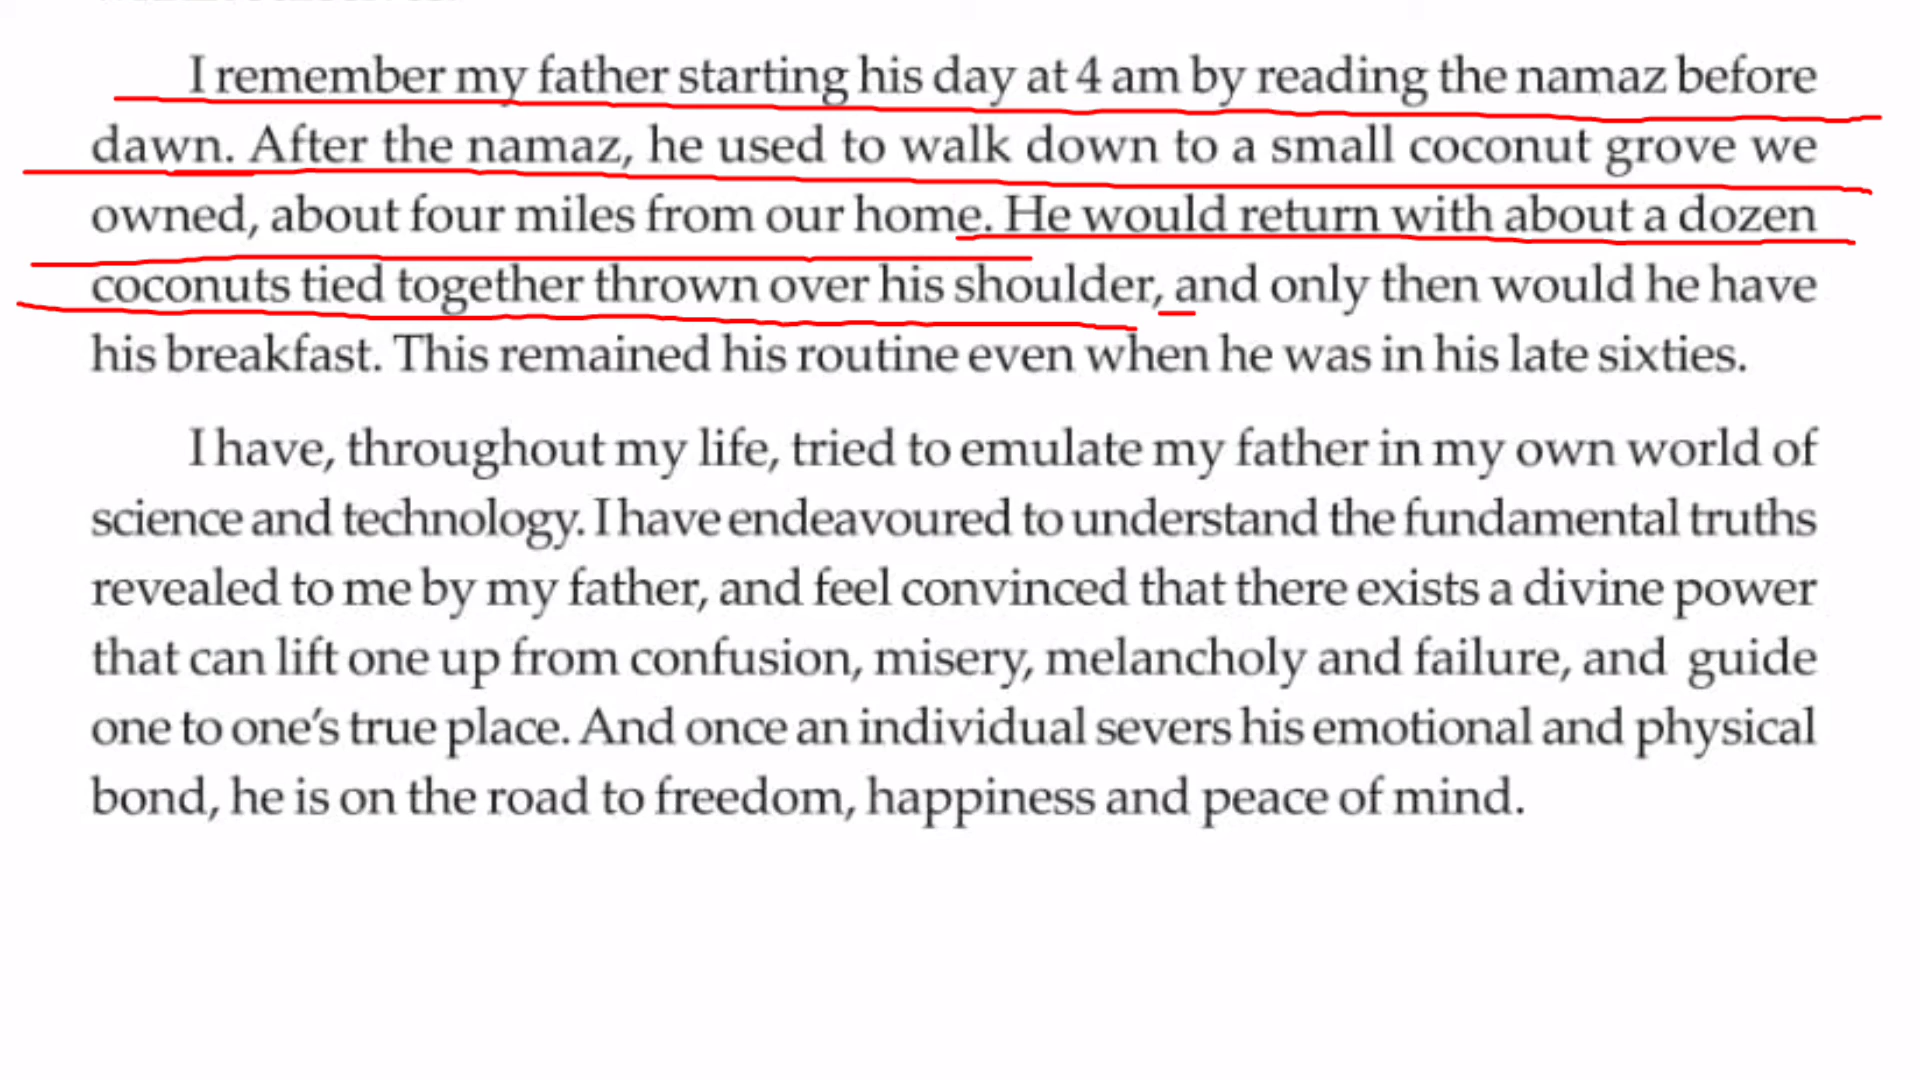 I remember my father starting his day at 4 am by reading the namaz before
dawn. After the namaz, he used to walk down to a small coconut grove we
owned, about four miles from our home. He would return with about a dozen
coconuts tied together thrown over his shoulder, and only then would he have
his breakfast. This remained his routine even when he was in his late sixties.
I have, throughout my life, tried to emulate my father in my own world of
science and technology. I have endeavoured to understand the fundamental truths
revealed to me by my father, and feel convinced that there exists a divine power
that can lift one up from confusion, misery, melancholy and failure, and guide
one to one's true place. And once an individual severs his emotional and physical
bond, he is on the road to freedom, happiness and peace of mind.